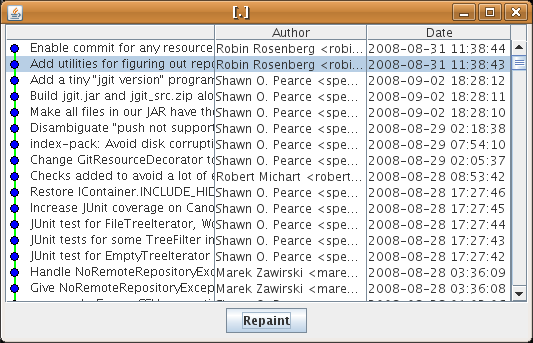 [.]
Author Date
Enable commit for any resource Robin Rosenberg <robi... 2008-08-31 11:38:44
Add utilities for figuring out repo Robin Rosenberg <robi... 2008-08-31 11:38:43
Add a tiny "jgit version" program Shawn O. Pearce <spe... 2008-09-02 18:28:12
Build jgit.jar and jgit_src.zip alo Shawn O. Pearce <spe... 2008-09-02 18:28:11
Make all files in our JAR have the Shawn O. Pearce <spe... 2008-09-02 18:28:10
Disambiguate "push not support Shawn O. Pearce <spe... 2008-08-29 02:18:38
index-pack: Avoid disk corrupti Shawn O. Pearce <spe... 2008-08-29 07:54:10
Change GitResourceDecorator to Shawn O. Pearce <spe... 2008-08-29 02:05:37
Checks added to avoid a lot of e Robert Michart <robert... 2008-08-28 08:53:42
Restore IContainer.INCLUDE_HID Shawn O. Pearce <spe... 2008-08-28 17:27:46
Increase JUnit coverage on Cano Shawn O. Pearce <spe... 2008-08-28 17:27:45
JUnit test for FileTreeIterator, Wo Shawn O. Pearce <spe... 2008-08-28 17:27:44
JUnit tests for some TreeFilter in Shawn O. Pearce <spe... 2008-08-28 17:27:43
JUnit test for EmptyTreeIterator Shawn O. Pearce <spe... 2008-08-28 17:27:42
Handle NoRemoteRepositoryExc Marek Zawirski <mare... 2008-08-28 03:36:09
Give NoRemoteRepositoryExcep Marek Zawirski <mare... 2008-08-28 03:36:08
Repaint